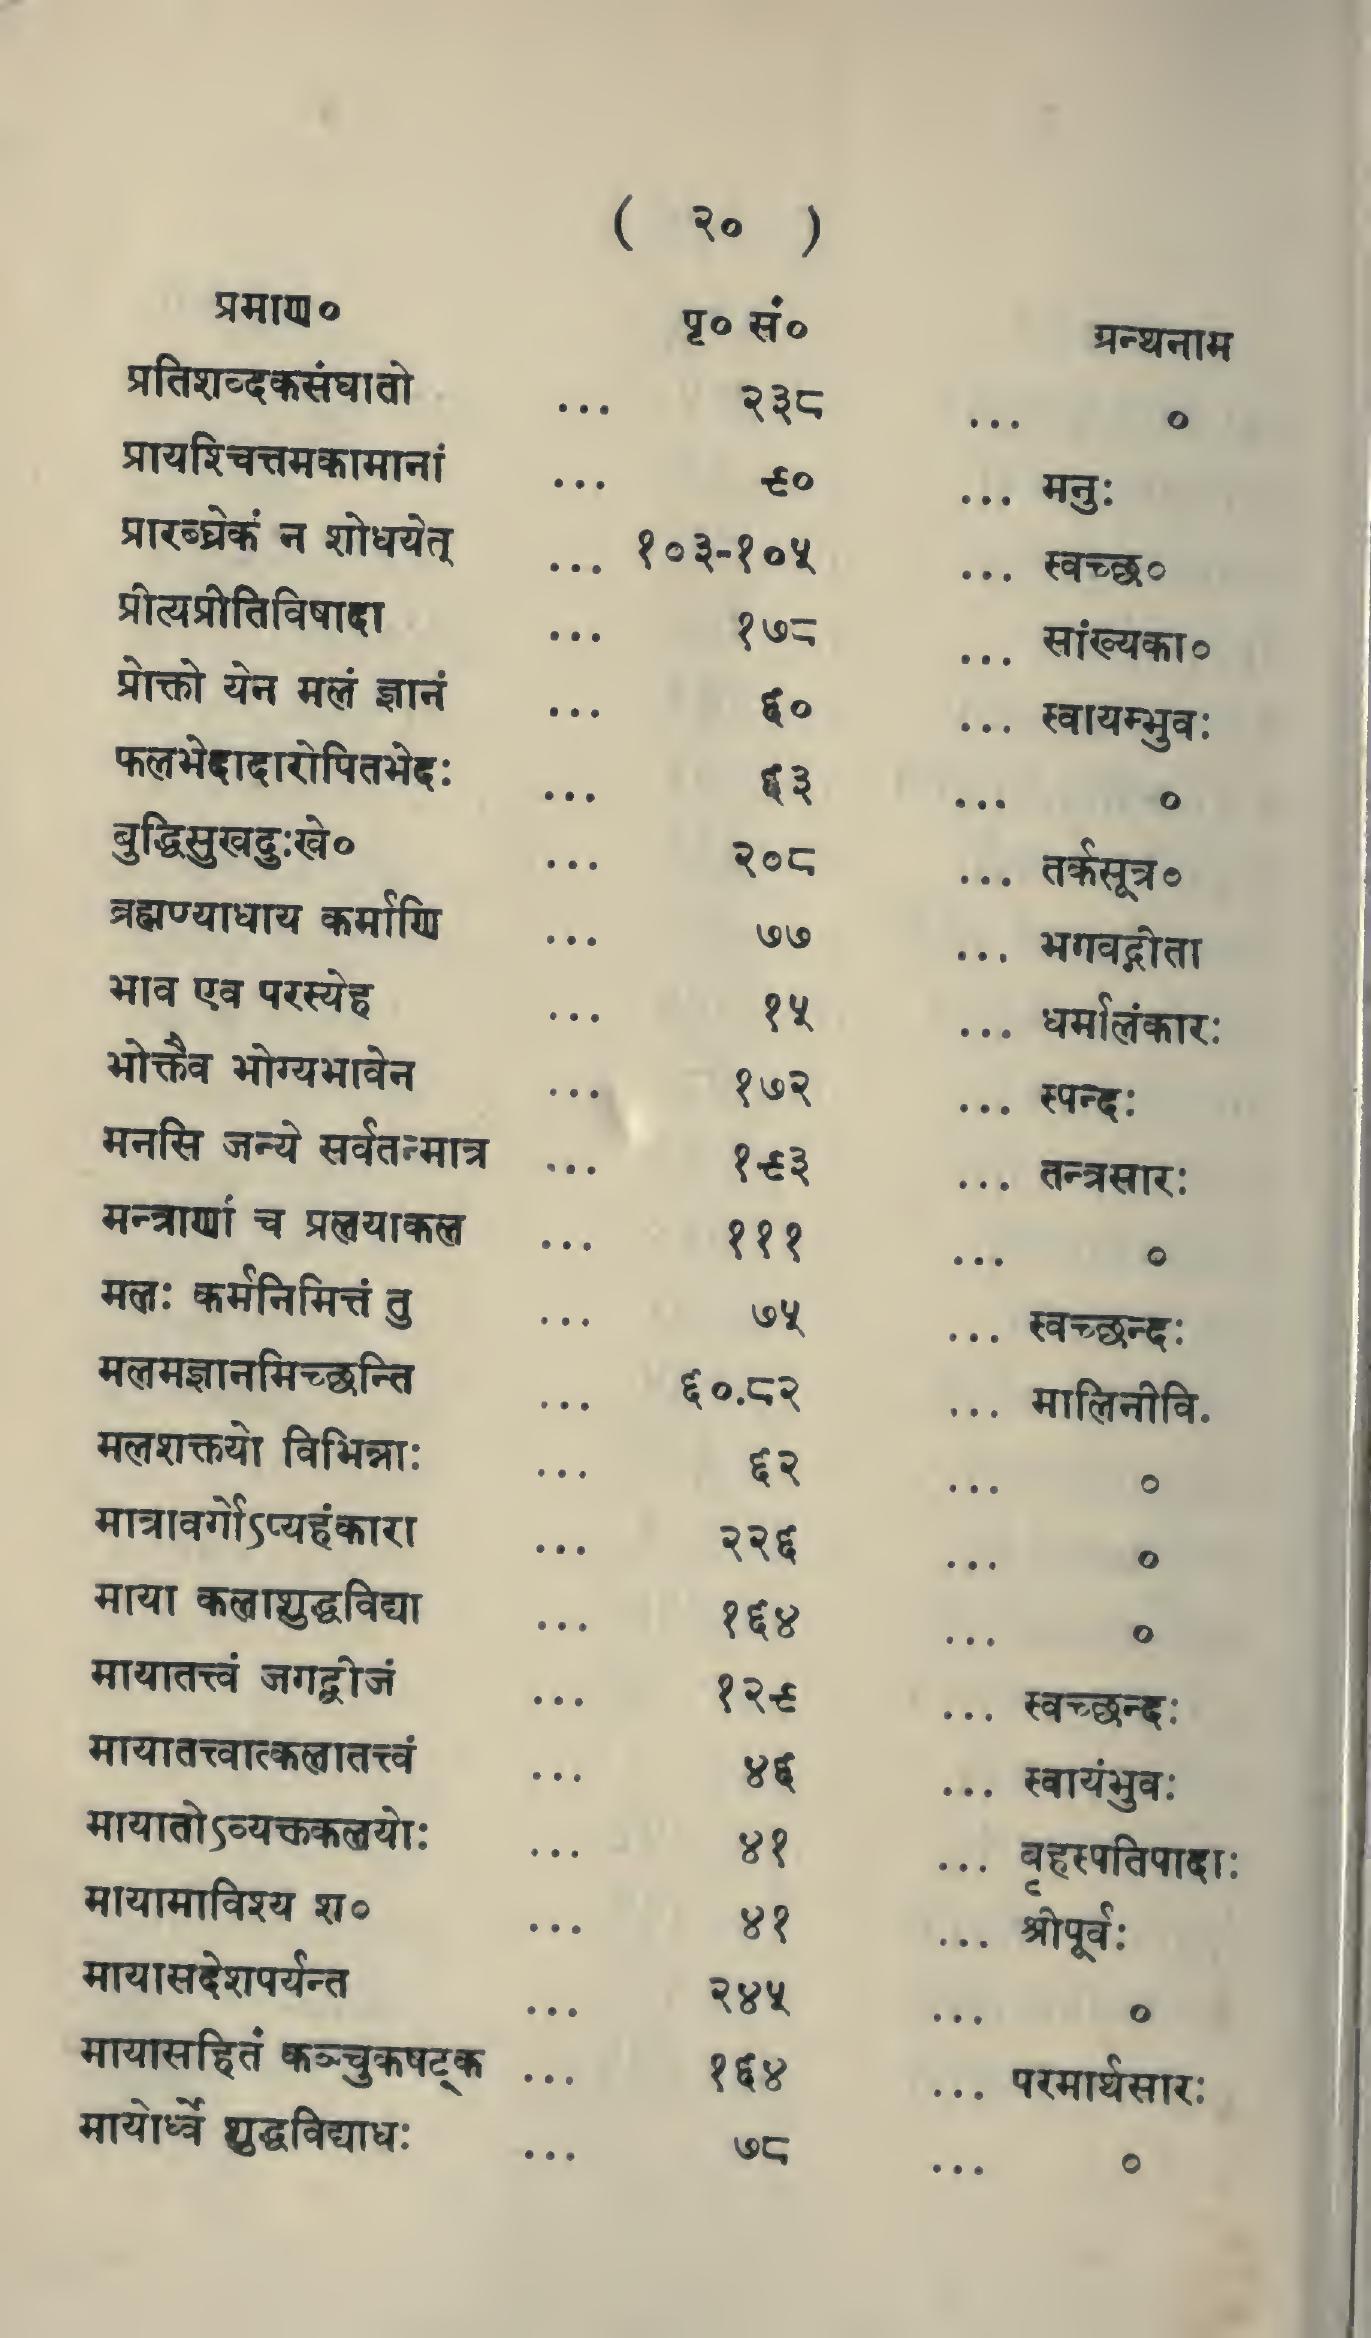 ( २० )
प्रमाण० पृ० सं० ग्रन्थनाम
प्रतिशब्दकसंघातो ... २३८ ... ०
प्रायश्चित्तमकामानां ... ९० ... मनुः
प्रारब्ध्रेकं न शोधयेत् ... १०३-१०५ ... स्वच्छ०
प्रीत्यप्रीतिविषादा ... १७८ ... सांख्यका०
प्रोक्तो येन मलं ज्ञानं ... ६० ... स्वायम्भुवः
फलभेदादारोपितभेदः ... ६३ ... ०
बुद्धिसुखदुःखे० ... २०८ ... तर्कसूत्र०
ब्रह्मण्याधाय कर्माणि ... ७७ ... भगवद्गीता
भाव एव परस्येह ... १५ ... धर्मालंकारः
भोक्तैव भोग्यभावेन ... १७२ ... स्पन्दः
मनसि जन्ये सर्वतन्मात्र ... १९३ ... तन्त्रसारः
मन्त्राणां च प्रलयाकल ... १११ ... ०
मलः कर्मनिमित्तं तु ... ७५ ... स्वच्छन्दः
मलमज्ञानमिच्छन्ति ... ६०.८२ ... मालिनीवि.
मलशक्तयो विभिन्नाः ... ६२ ... ०
मात्रावर्गोऽप्यहंकारा ... २२६ ... ०
माया कलाशुद्धविद्या ... १६४ ... ०
मायातत्त्वं जगद्बीजं ... १२९ ... स्वच्छन्दः
मायातत्त्वात्कलातत्त्वं ... ४६ ... स्वायंभुवः
मायातोऽव्यक्तकलयोः ... ४१ ... बृहस्पतिपादाः
मायामाविश्य श० ... ४१ ... श्रीपूर्वः
मायासदेशपर्यन्त ... २४५ ... ०
मायासहितं कञ्चुकषट्क ... १६४ ... परमार्थसारः
मायोर्ध्वे शुद्धविद्याधः ... ७८ ... ०